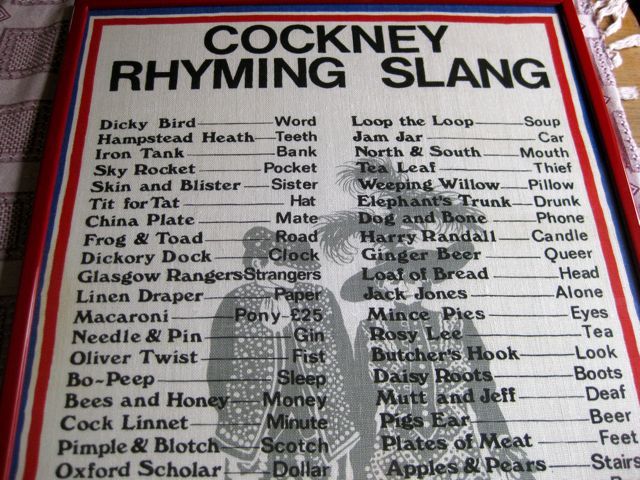 COCKNEY
RHYMING SLANG
Dicky Bird Word
Hampstead Heath Teeth
Iron Tank Bank
Sky Rocket Pocket
Skin and Blister Sister
Tit for Tat Hat
China Plate Mate
Frog & Toad Road
Dickory Dock Clock
Glasgow Rangers Strangers
Linen Draper Paper
Macaroni Pony-£25
Needle & Pin Gin
Oliver Twist Fist
Bo-Peep Sleep
Bees and Honey Money
Cock Linnet Minute
Pimple & Blotch Scotch
Oxford Scholar Dollar
Loop the Loop Soup
Jam Jar Car
North & South Mouth
Tea Leaf Thief
Weeping Willow Pillow
Elephant's Trunk Drunk
Dog and Bone Phone
Harry Randall Candle
Ginger Beer Queer
Loaf of Bread Head
Jack Jones Alone
Mince Pies Eyes
Rosy Lee Tea
Butcher's Hook Look
Daisy Roots Boots
Mutt and Jeff Deaf
Pigs Ear Beer
Plates of Meat Feet
Apples & Pears Stairs